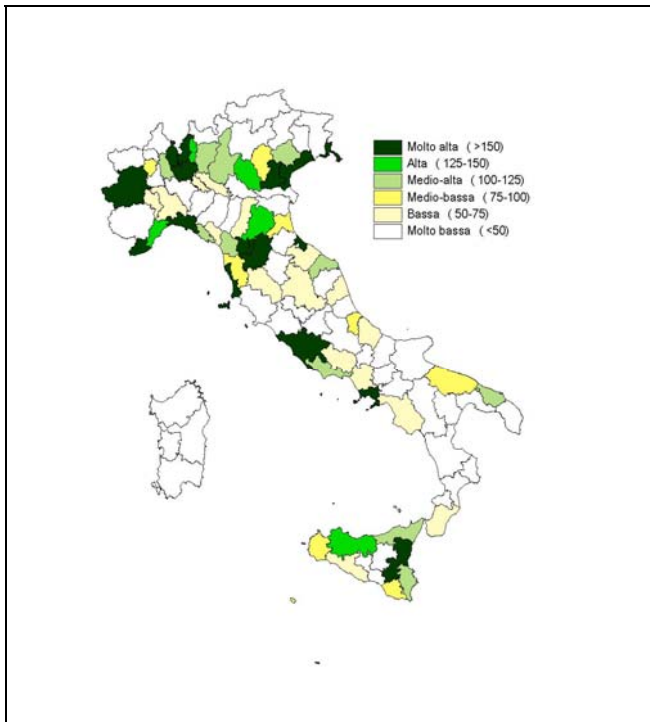 Molto alta ( >150)
Alta ( 125-150)
Medio-alta ( 100-125)
Medio-bassa ( 75-100)
Bassa ( 50-75)
Molto bassa ( <50)